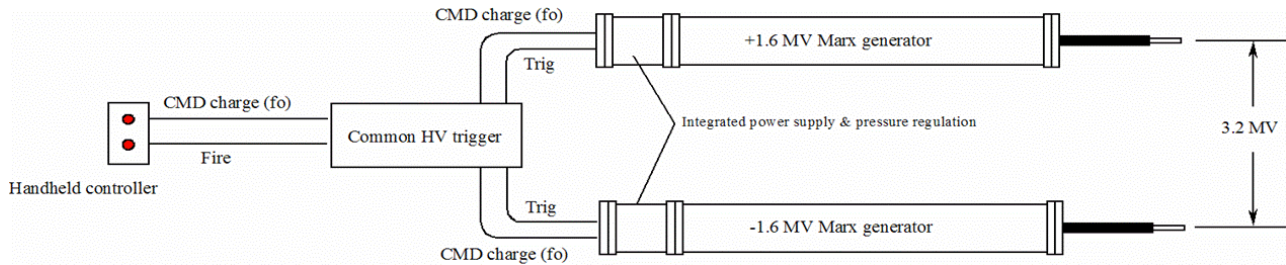 CMD charge (fo)
+1.6 MV Marx generator
Trig
CMD charge (fo)
Common HV trigger
Integrated power supply & pressure regulation
3.2 MV
Fire
Handheld controller
Trig
-1.6 MV Marx generator
CMD charge (fo)